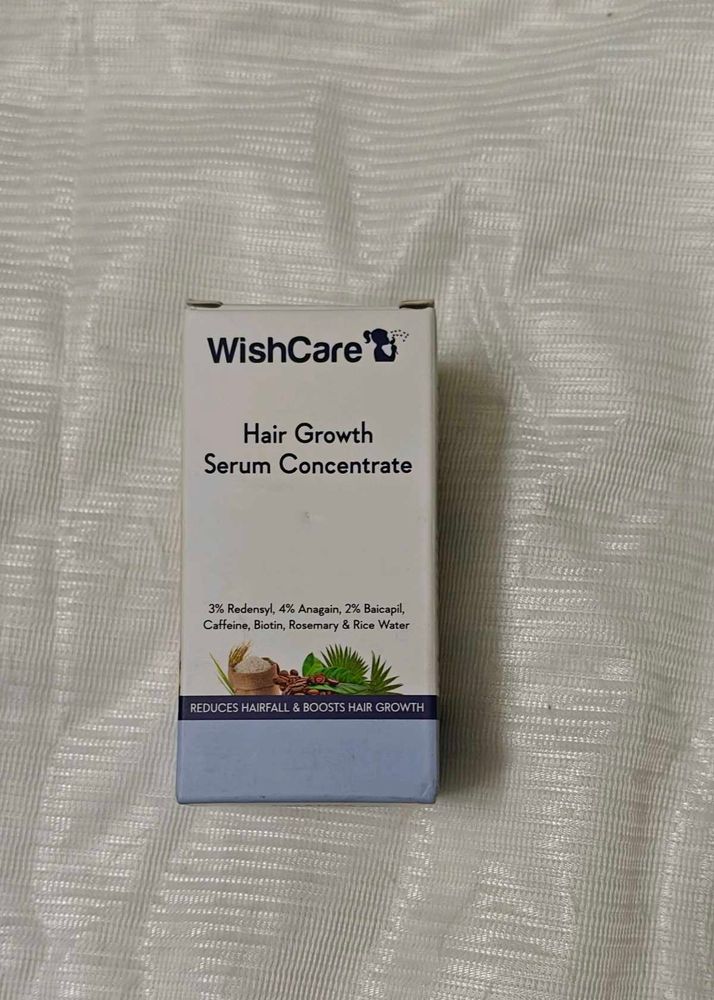 WishCare
Hair Growth
Serum Concentrate
3% Redensyl, 4% Anagain, 2% Baicapil,
Caffeine, Biotin, Rosemary & Rice Water
REDUCES HAIRFALL & BOOSTS HAIR GROWTH